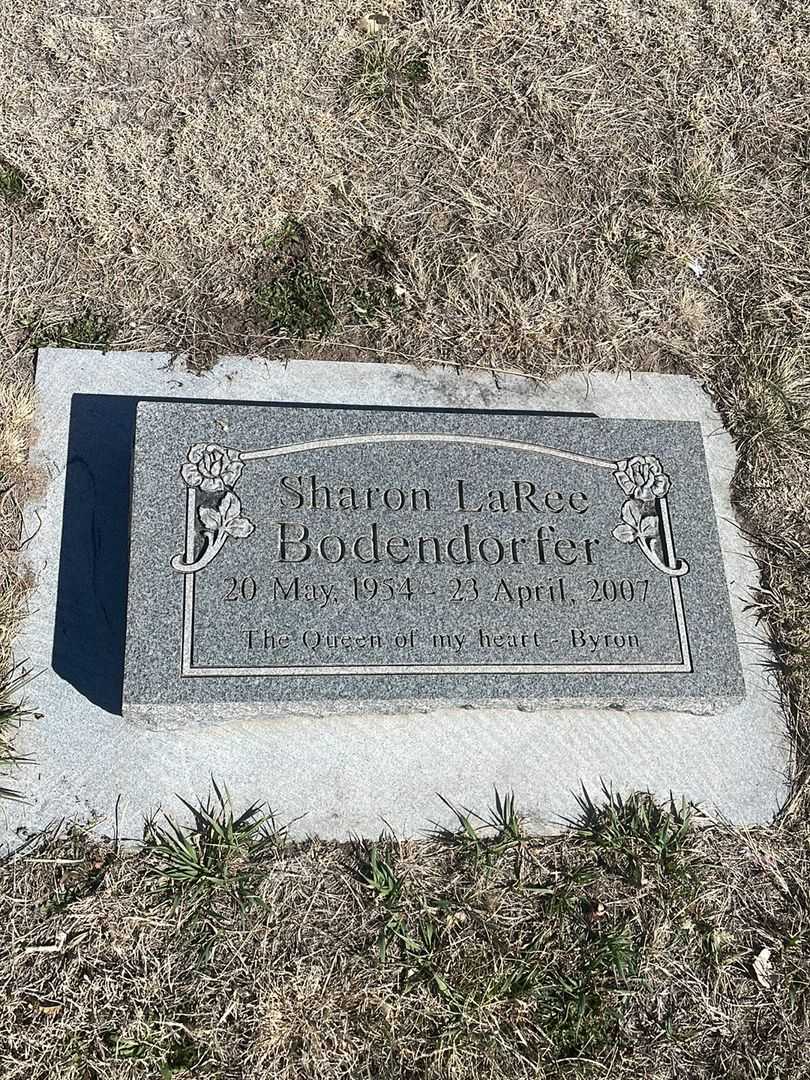 Sharon LaRee
Bodendorfer
20 May, 1954 - 23 April, 2007
The Queen of my heart - Byron